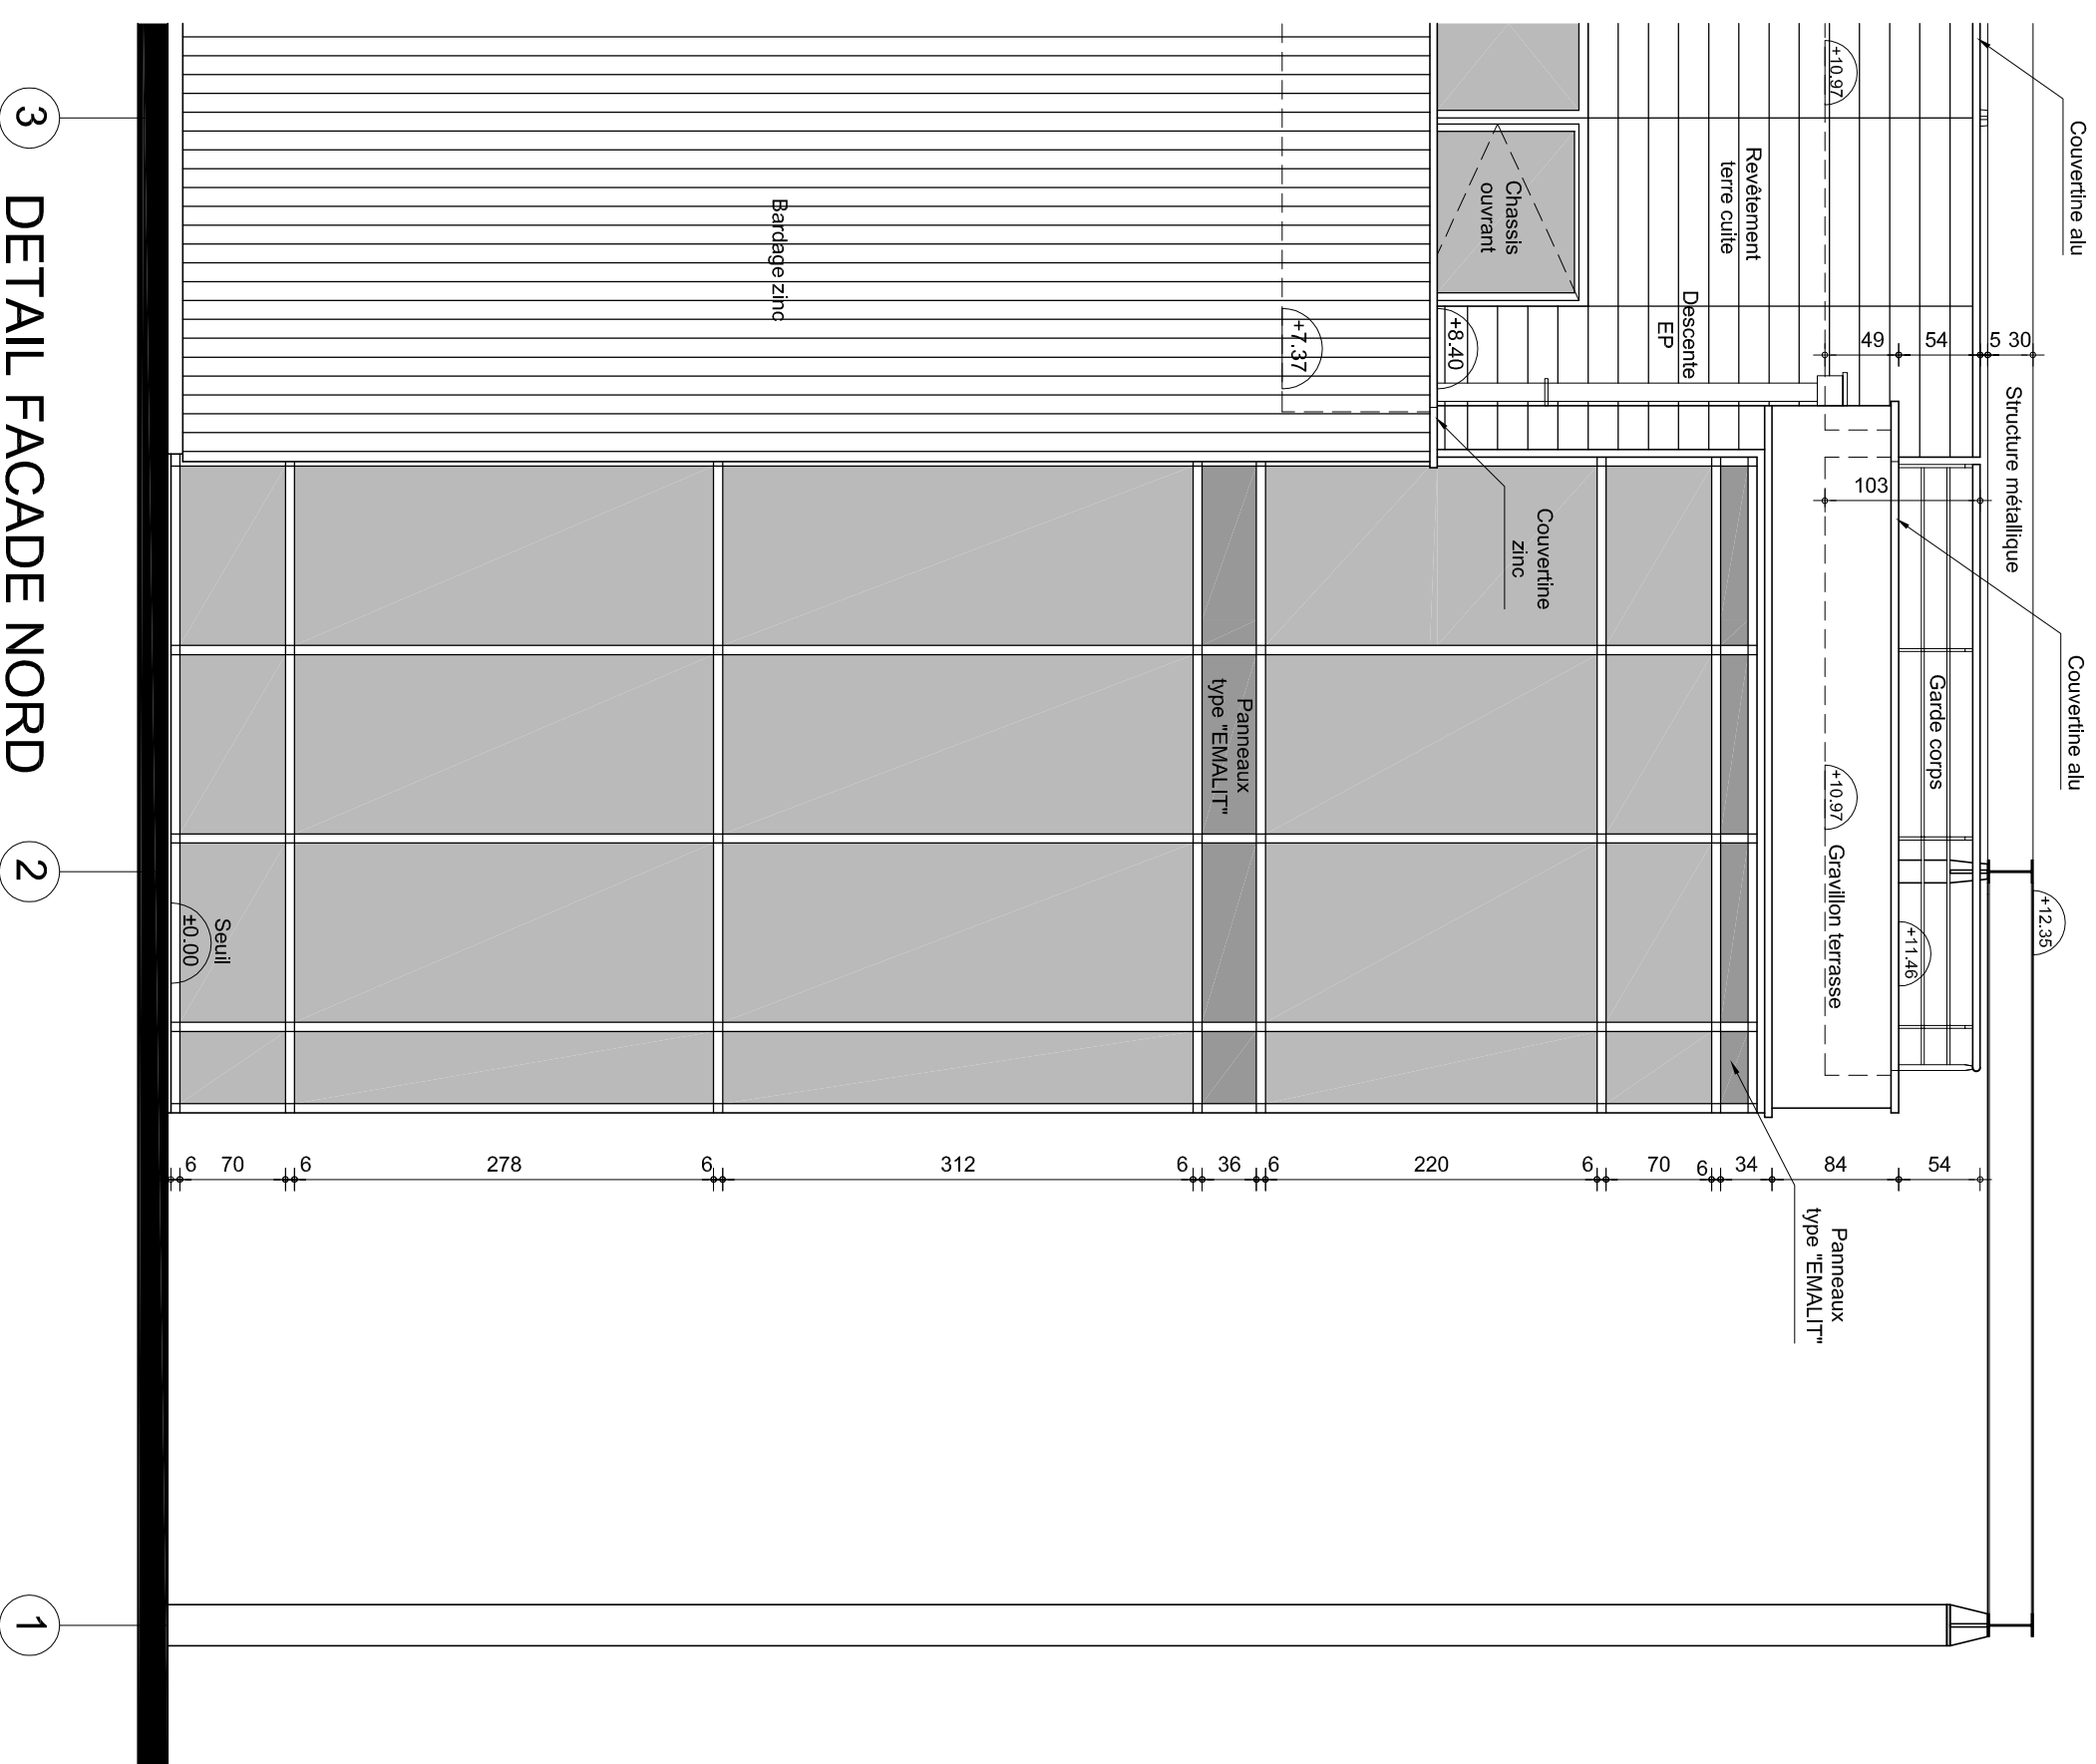 Couvertine alu
Structure métallique
Couvertine alu
+12.35
30
5
54
49
103
Garde corps
+11.46
+10.97
+10.97
Gravillon terrasse
Revêtement
terre cuite
Descente
EP
Chassis
ouvrant
+8.40
+7.37
Couvertine
zinc
Bardage zinc
Panneaux
type "EMALIT"
Panneaux
type "EMALIT"
54
84
34
6
70
6
220
6
36
6
312
6
278
6
70
6
Seuil
±0.00
3
2
1
DETAIL FACADE NORD